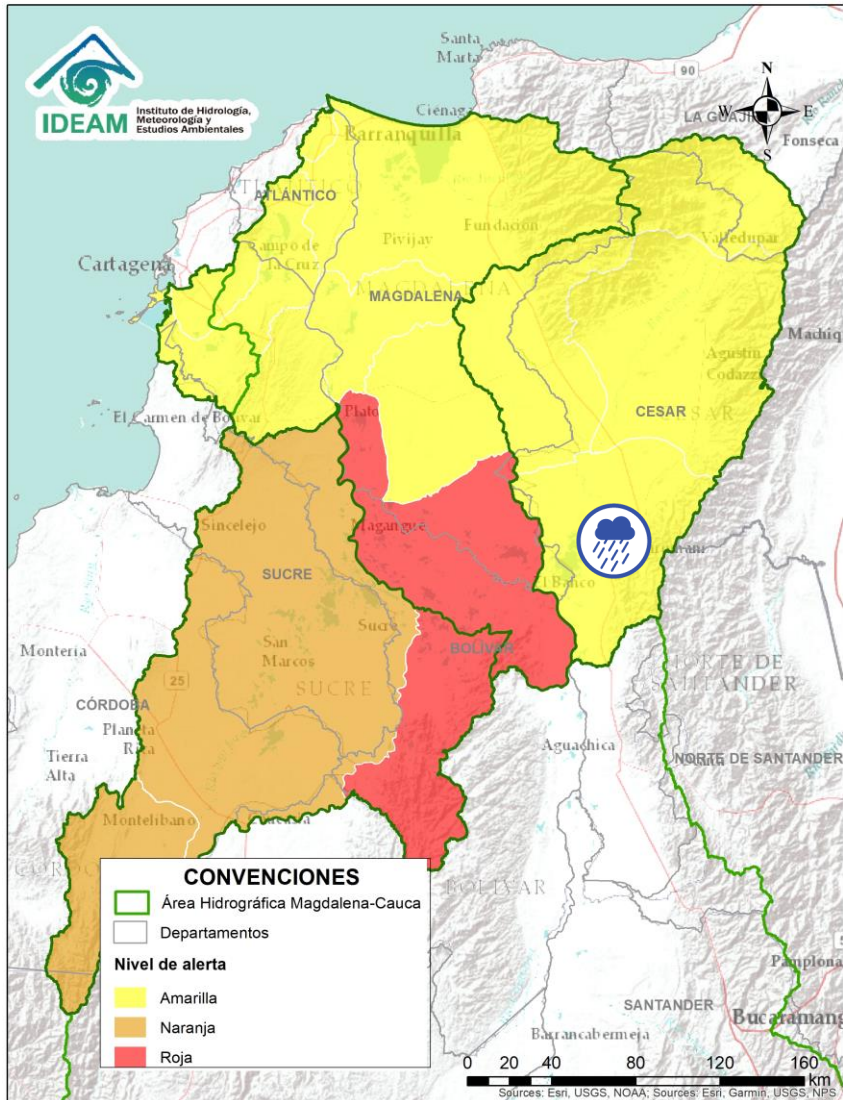 IDEAM
Instituto de Hidrología,
Meteorología y
Estudios Ambientales
Santa
Marta
90
N
W
E
S
LA GUAJIRA
Fonseca
Ciénaga
Barranquilla
ATLÁNTICO
Fundación
Valledupar
Campo de
la Cruz
Pivijay
Cartagena
MAGDALENA
MAGDALENA
Agustín
Codazzi
El Carmen de Bolívar
Plato
CESAR
Sincelejo
Magangué
SUCRE
El Banco
Sucre
Montería
San
Marcos
BOLÍVAR
25
SUCRE
NORTE DE
SANTANDER
CÓRDOBA
Planeta
Rica
Tierra
Alta
Aguachica
NORTE DE SANTANDER
Montelíbano
BOLÍVAR
CONVENCIONES
Área Hidrográfica Magdalena-Cauca
Departamentos
Nivel de alerta
Amarilla
Naranja
Roja
Pamplona
SANTANDER
Barrancabermeja
0 20 40 80 120 160
Km
Sources: Esri, USGS, NOAA; Sources: Esri, Garmin, USGS, NPS